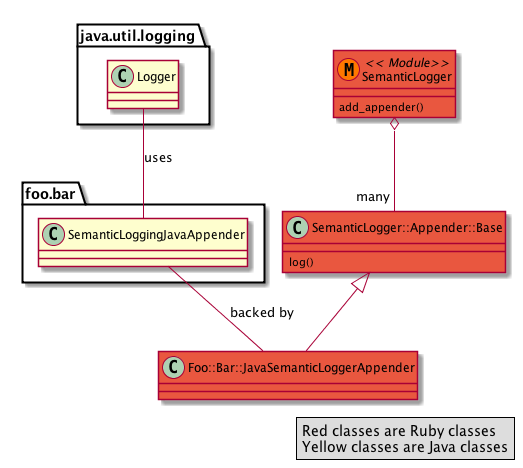 java.util.logging
C Logger
M << Module>>
SemanticLogger
add_appender()
uses
many
foo.bar
C SemanticLoggingJavaAppender
C SemanticLogger::Appender::Base
log()
backed by
C Foo::Bar::JavaSemanticLoggerAppender
Red classes are Ruby classes
Yellow classes are Java classes